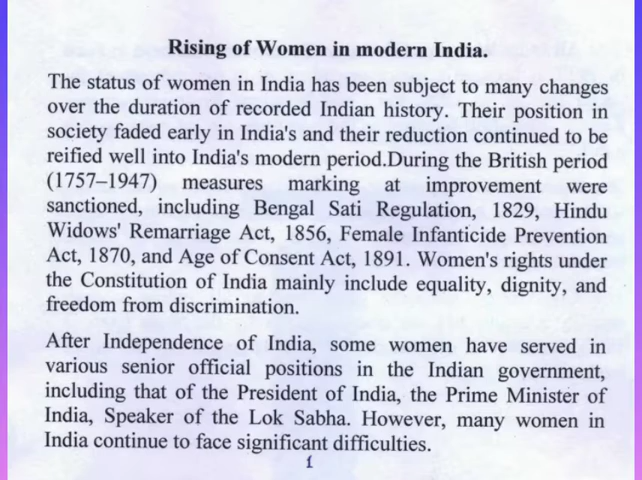 Rising of Women in modern India.
The status of women in India has been subject to many changes
over the duration of recorded Indian history. Their position in
society faded early in India's and their reduction continued to be
reified well into India's modern period.During the British period
(1757–1947) measures marking at improvement were
sanctioned, including Bengal Sati Regulation, 1829, Hindu
Widows' Remarriage Act, 1856, Female Infanticide Prevention
Act, 1870, and Age of Consent Act, 1891. Women's rights under
the Constitution of India mainly include equality, dignity, and
freedom from discrimination.
After Independence of India, some women have served in
various senior official positions in the Indian government,
including that of the President of India, the Prime Minister of
India, Speaker of the Lok Sabha. However, many women in
India continue to face significant difficulties.
1